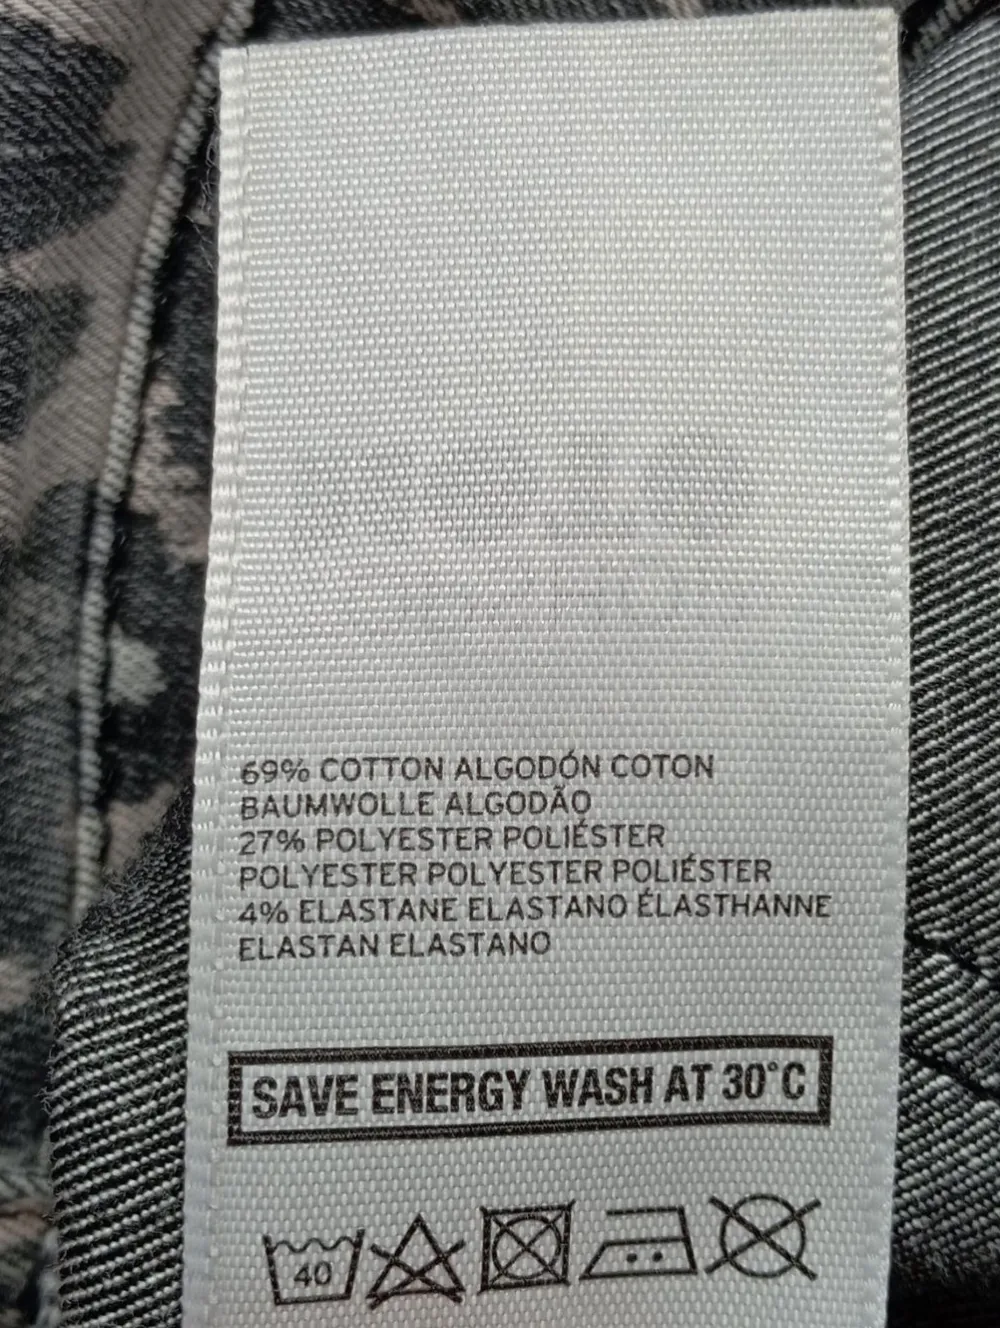 69% COTTON ALGODÓN COTON
BAUMWOLLE ALGODÃO
27% POLYESTER POLIÉSTER
POLYESTER POLYESTER POLIÉSTER
4% ELASTANE ELASTANO ÉLASTHANNE
ELASTAN ELASTANO
SAVE ENERGY WASH AT 30°C
40